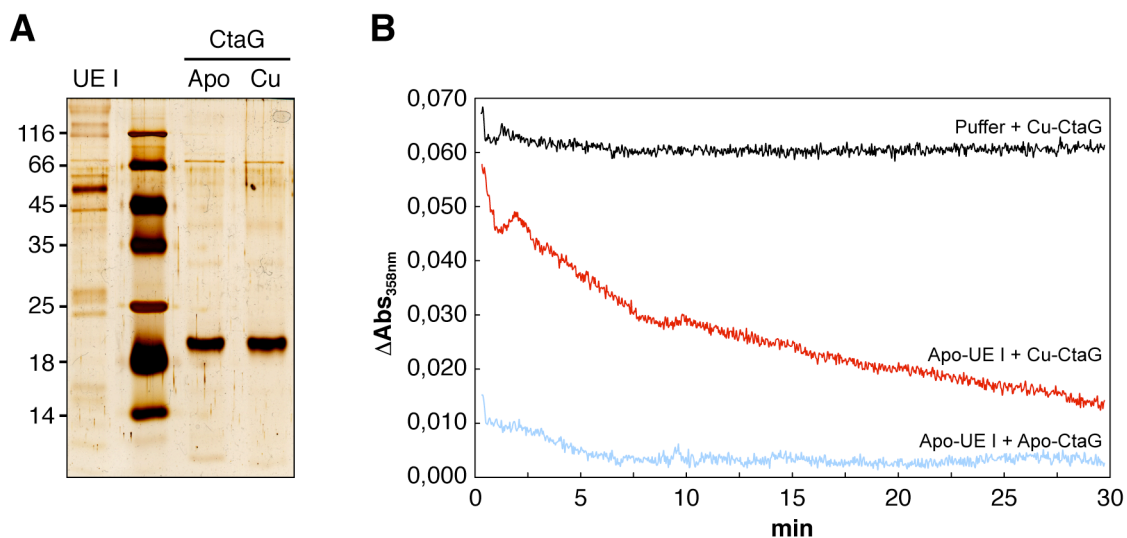 A
CtaG
UE I Apo Cu
116
66
45
35
25
18
14
B
0,070
0,060
0,050
0,040
0,030
0,020
0,010
0,000
ΔAbs358nm
Puffer + Cu-CtaG
Apo-UE I + Cu-CtaG
Apo-UE I + Apo-CtaG
0 5 10 15 20 25 30
min